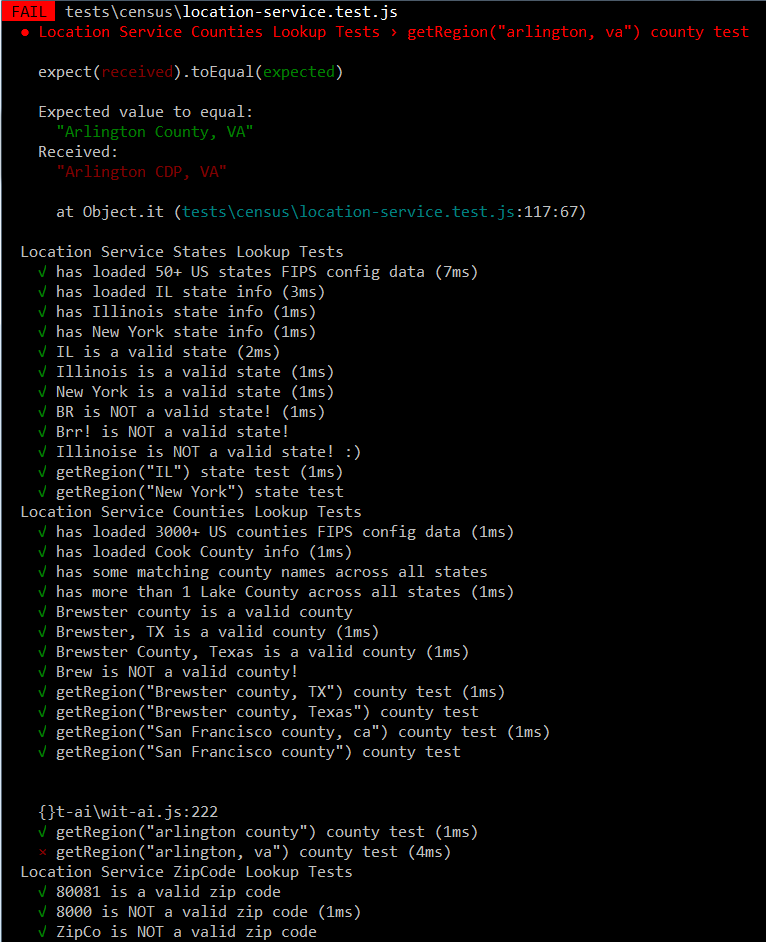 FAIL tests\census\location-service.test.js
● Location Service Counties Lookup Tests › getRegion("arlington, va") county test
expect(received).toEqual(expected)
Expected value to equal:
"Arlington County, VA"
Received:
"Arlington CDP, VA"
at Object.it (tests\census\location-service.test.js:117:67)
Location Service States Lookup Tests
√ has loaded 50+ US states FIPS config data (7ms)
√ has loaded IL state info (3ms)
√ has Illinois state info (1ms)
√ has New York state info (1ms)
√ IL is a valid state (2ms)
√ Illinois is a valid state (1ms)
√ New York is a valid state (1ms)
√ BR is NOT a valid state! (1ms)
√ Brr! is NOT a valid state!
√ Illinoise is NOT a valid state! :)
√ getRegion("IL") state test (1ms)
√ getRegion("New York") state test
Location Service Counties Lookup Tests
√ has loaded 3000+ US counties FIPS config data (1ms)
√ has loaded Cook County info (1ms)
√ has some matching county names across all states
√ has more than 1 Lake County across all states (1ms)
√ Brewster county is a valid county
√ Brewster, TX is a valid county (1ms)
√ Brewster County, Texas is a valid county (1ms)
√ Brew is NOT a valid county!
√ getRegion("Brewster county, TX") county test (1ms)
√ getRegion("Brewster county, Texas") county test
√ getRegion("San Francisco county, ca") county test (1ms)
√ getRegion("San Francisco county") county test
{}t-ai\wit-ai.js:222
√ getRegion("arlington county") county test (1ms)
× getRegion("arlington, va") county test (4ms)
Location Service ZipCode Lookup Tests
√ 80081 is a valid zip code
√ 8000 is NOT a valid zip code (1ms)
√ ZipCo is NOT a valid zip code